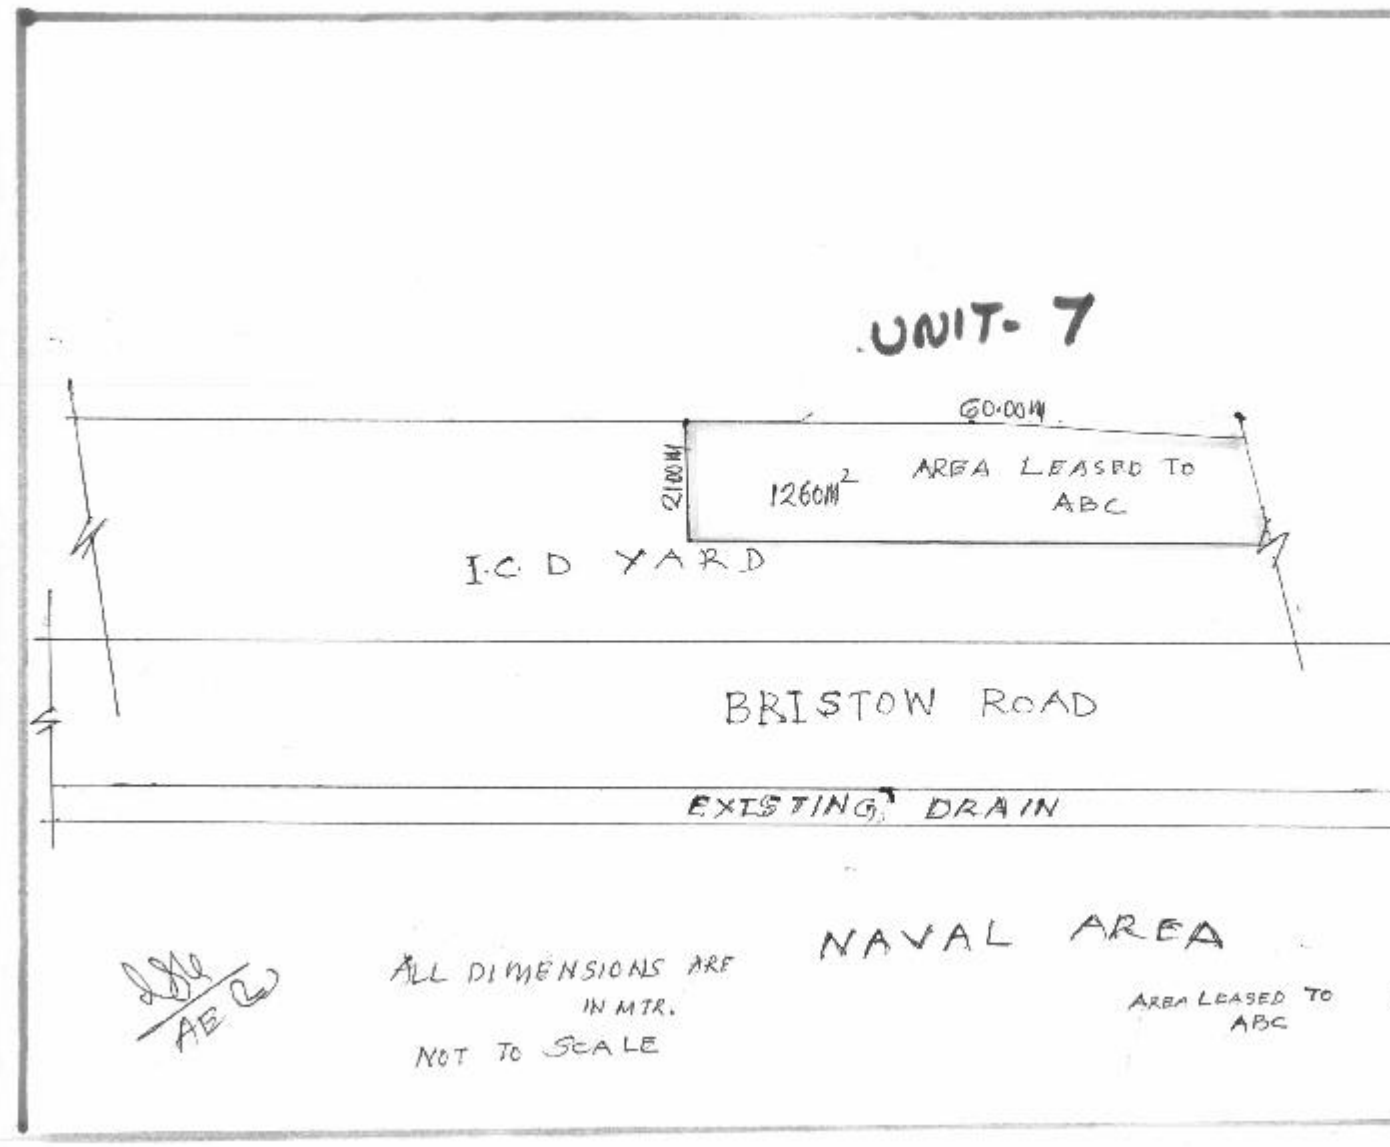 UNIT- 7
60.00M
21.00M
1260M²
AREA LEASED TO
ABC
I.C.D YARD
BRISTOW ROAD
EXISTING DRAIN
NAVAL AREA
ALL DIMENSIONS ARE
IN MTR.
NOT TO SCALE
AREA LEASED TO
ABC
AE